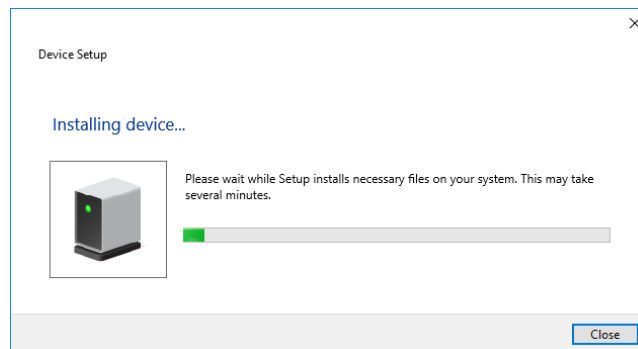 Device Setup
Installing device...
Please wait while Setup installs necessary files on your system. This may take
several minutes.
Close